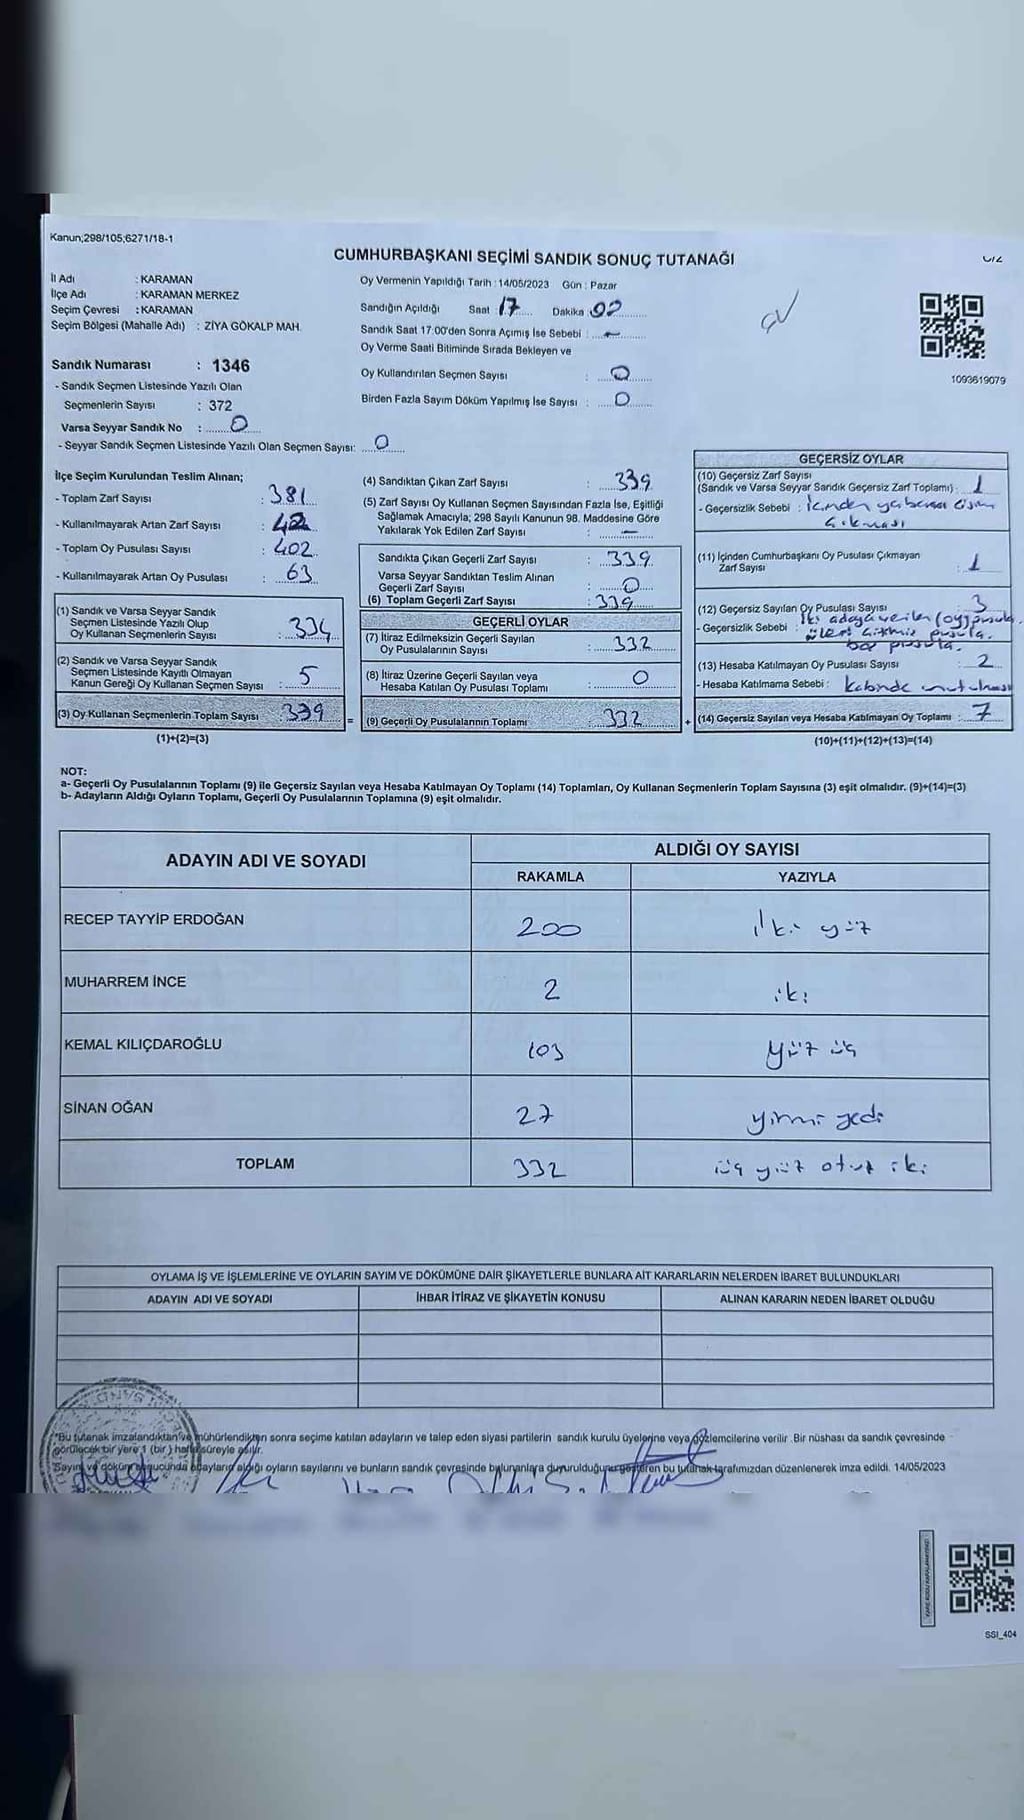 Kanun;298/105;6271/18-1
CUMHURBAŞKANI SEÇİMİ SANDIK SONUÇ TUTANAĞI
İl Adı : KARAMAN
İlçe Adı : KARAMAN MERKEZ
Seçim Çevresi : KARAMAN
Seçim Bölgesi (Mahalle Adı) : ZİYA GÖKALP MAH.
Oy Vermenin Yapıldığı Tarih : 14/05/2023 Gün : Pazar
Sandığın Açıldığı Saat 17 Dakika 02
Sandık Saat 17:00'den Sonra Açımış İse Sebebi : -
Oy Verme Saati Bitiminde Sırada Bekleyen ve
Oy Kullandırılan Seçmen Sayısı : 0
Birden Fazla Sayım Döküm Yapılmış İse Sayısı : 0
1093619079
Sandık Numarası : 1346
- Sandık Seçmen Listesinde Yazılı Olan
Seçmenlerin Sayısı : 372
Varsa Seyyar Sandık No : 0
- Seyyar Sandık Seçmen Listesinde Yazılı Olan Seçmen Sayısı: 0
İlçe Seçim Kurulundan Teslim Alınan;
- Toplam Zarf Sayısı : 381
- Kullanılmayarak Artan Zarf Sayısı : 42
- Toplam Oy Pusulası Sayısı : 402
- Kullanılmayarak Artan Oy Pusulası : 63
(1) Sandık ve Varsa Seyyar Sandık
Seçmen Listesinde Yazılı Olup
Oy Kullanan Seçmenlerin Sayısı : 334
(2) Sandık ve Varsa Seyyar Sandık
Seçmen Listesinde Kayıtlı Olmayan
Kanun Gereği Oy Kullanan Seçmen Sayısı : 5
(3) Oy Kullanan Seçmenlerin Toplam Sayısı 339 =
(1)+(2)=(3)
(4) Sandıktan Çıkan Zarf Sayısı : 339
(5) Zarf Sayısı Oy Kullanan Seçmen Sayısından Fazla İse, Eşitliği
Sağlamak Amacıyla; 298 Sayılı Kanunun 98. Maddesine Göre
Yakılarak Yok Edilen Zarf Sayısı : -
Sandıkta Çıkan Geçerli Zarf Sayısı : 339
Varsa Seyyar Sandıktan Teslim Alınan
Geçerli Zarf Sayısı : 0
(6) Toplam Geçerli Zarf Sayısı : 339
GEÇERLİ OYLAR
(7) İtiraz Edilmeksizin Geçerli Sayılan
Oy Pusulalarının Sayısı : 332
(8) İtiraz Üzerine Geçerli Sayılan veya
Hesaba Katılan Oy Pusulası Toplamı : 0
(9) Geçerli Oy Pusulalarının Toplamı : 332 +
GEÇERSİZ OYLAR
(10) Geçersiz Zarf Sayısı
(Sandık ve Varsa Seyyar Sandık Geçersiz Zarf Toplamı) : 1
- Geçersizlik Sebebi : İçinden yabancı cisim
çıkması
(11) İçinden Cumhurbaşkanı Oy Pusulası Çıkmayan
Zarf Sayısı : 1
(12) Geçersiz Sayılan Oy Pusulası Sayısı : 3
- Geçersizlik Sebebi : İki adaya verilen (oy) pusula,
pusula.
boş pusula.
(13) Hesaba Katılmayan Oy Pusulası Sayısı : 2
- Hesaba Katılmama Sebebi : kabinde unutulması
(14) Geçersiz Sayılan veya Hesaba Katılmayan Oy Toplamı : 7
(10)+(11)+(12)+(13)=(14)
NOT:
a- Geçerli Oy Pusulalarının Toplamı (9) ile Geçersiz Sayılan veya Hesaba Katılmayan Oy Toplamı (14) Toplamları, Oy Kullanan Seçmenlerin Toplam Sayısına (3) eşit olmalıdır. (9)+(14)=(3)
b- Adayların Aldığı Oyların Toplamı, Geçerli Oy Pusulalarının Toplamına (9) eşit olmalıdır.
ADAYIN ADI VE SOYADI
ALDIĞI OY SAYISI
RAKAMLA YAZIYLA
RECEP TAYYİP ERDOĞAN 200 iki yüz
MUHARREM İNCE 2 iki
KEMAL KILIÇDAROĞLU 103 yüz üç
SİNAN OĞAN 27 yirmi yedi
TOPLAM 332 üç yüz otuz iki
OYLAMA İŞ VE İŞLEMLERİNE VE OYLARIN SAYIM VE DÖKÜMÜNE DAİR ŞİKAYETLERLE BUNLARA AİT KARARLARIN NELERDEN İBARET BULUNDUKLARI
ADAYIN ADI VE SOYADI İHBAR İTİRAZ VE ŞİKAYETİN KONUSU ALINAN KARARIN NEDEN İBARET OLDUĞU
*Bu tutanak imzalandıktan ve mühürlendikten sonra seçime katılan adayların ve talep eden siyasi partilerin sandık kurulu üyelerine veya gözlemcilerine verilir .Bir nüshası da sandık çevresinde
görülecek bir yere 1 (bir) hafta süreyle asılır.
Sayım ve döküm sonucunda adayların aldığı oyların sayılarını ve bunların sandık çevresinde bulunanlara duyurulduğunu gösteren bu tutanak tarafımızdan düzenlenerek imza edildi. 14/05/2023
SSI_404